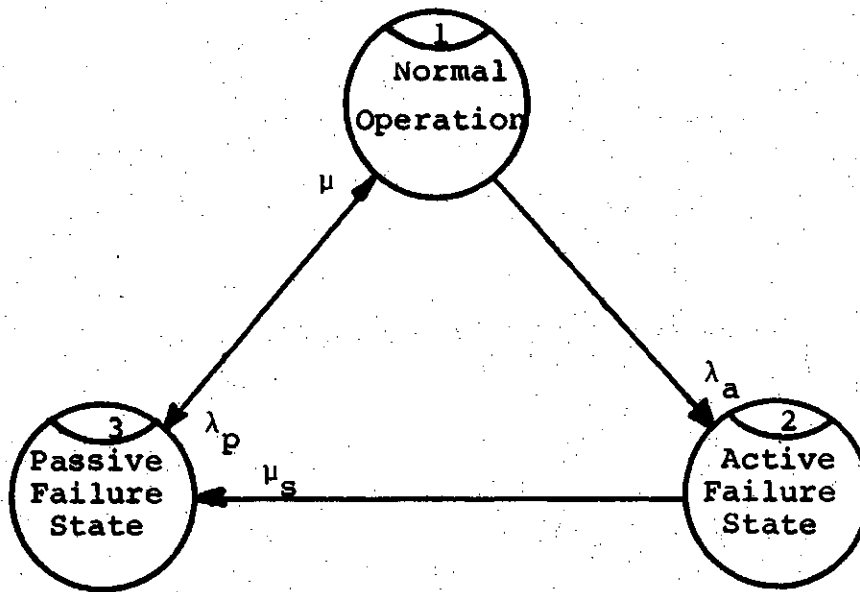 1
Normal
Operation
μ
λa
λp
3
Passive
Failure
State
μs
2
Active
Failure
State